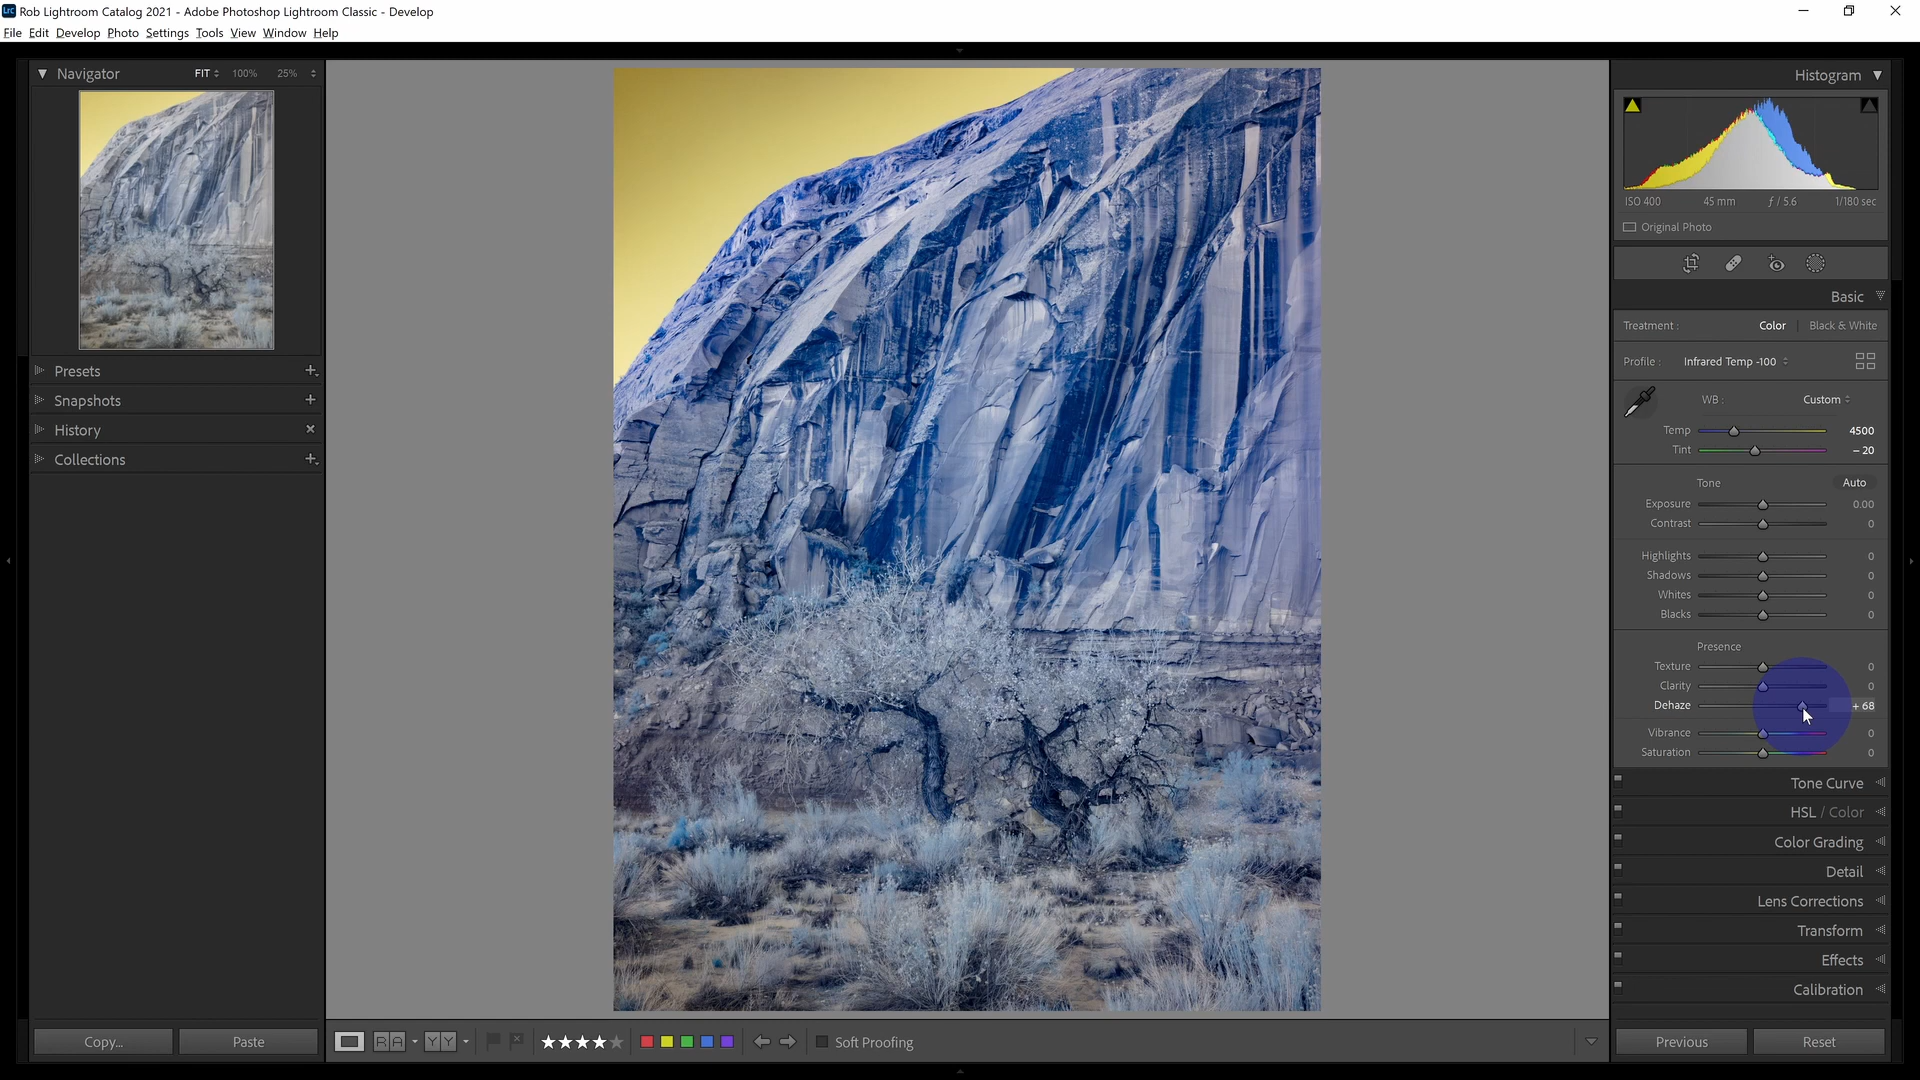 Rob Lightroom Catalog 2021 - Adobe Photoshop Lightroom Classic - Develop
File Edit Develop Photo Settings Tools View Window Help
Navigator FIT 100% 25%
Presets
Snapshots
History
Collections
Copy... Paste
RA YY Soft Proofing
Histogram
ISO 400 45 mm ƒ / 5.6 1/180 sec
Original Photo
Basic
Treatment : Color Black & White
Profile : Infrared Temp -100
WB : Custom
Temp 4500
Tint – 20
Tone Auto
Exposure 0.00
Contrast 0
Highlights 0
Shadows 0
Whites 0
Blacks 0
Presence
Texture 0
Clarity 0
Dehaze + 68
Vibrance 0
Saturation 0
Tone Curve
HSL / Color
Color Grading
Detail
Lens Corrections
Transform
Effects
Calibration
Previous Reset